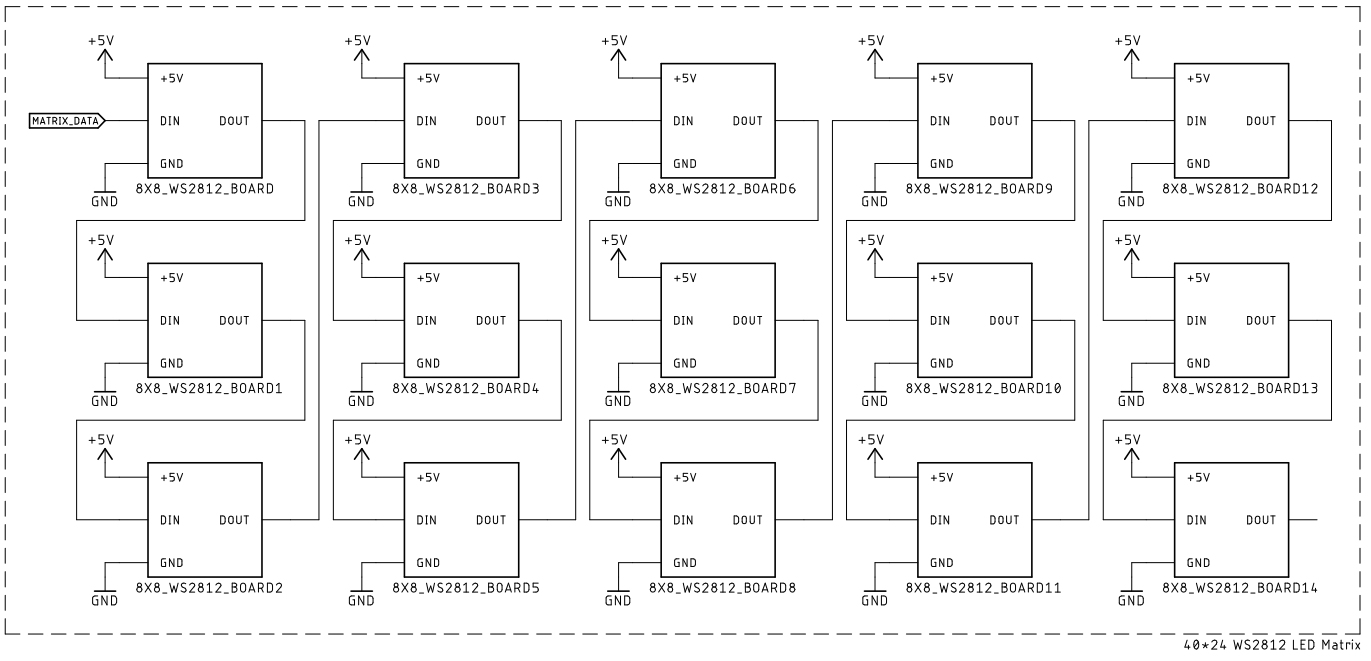 +5V +5V +5V +5V +5V
+5V +5V +5V +5V +5V
MATRIX_DATA DIN DOUT DIN DOUT DIN DOUT DIN DOUT DIN DOUT
GND GND GND GND GND
8X8_WS2812_BOARD 8X8_WS2812_BOARD3 8X8_WS2812_BOARD6 8X8_WS2812_BOARD9 8X8_WS2812_BOARD12
GND GND GND GND GND
+5V +5V +5V +5V +5V
+5V +5V +5V +5V +5V
DIN DOUT DIN DOUT DIN DOUT DIN DOUT DIN DOUT
GND GND GND GND GND
8X8_WS2812_BOARD1 8X8_WS2812_BOARD4 8X8_WS2812_BOARD7 8X8_WS2812_BOARD10 8X8_WS2812_BOARD13
GND GND GND GND GND
+5V +5V +5V +5V +5V
+5V +5V +5V +5V +5V
DIN DOUT DIN DOUT DIN DOUT DIN DOUT DIN DOUT
GND GND GND GND GND
8X8_WS2812_BOARD2 8X8_WS2812_BOARD5 8X8_WS2812_BOARD8 8X8_WS2812_BOARD11 8X8_WS2812_BOARD14
GND GND GND GND GND
40*24 WS2812 LED Matrix